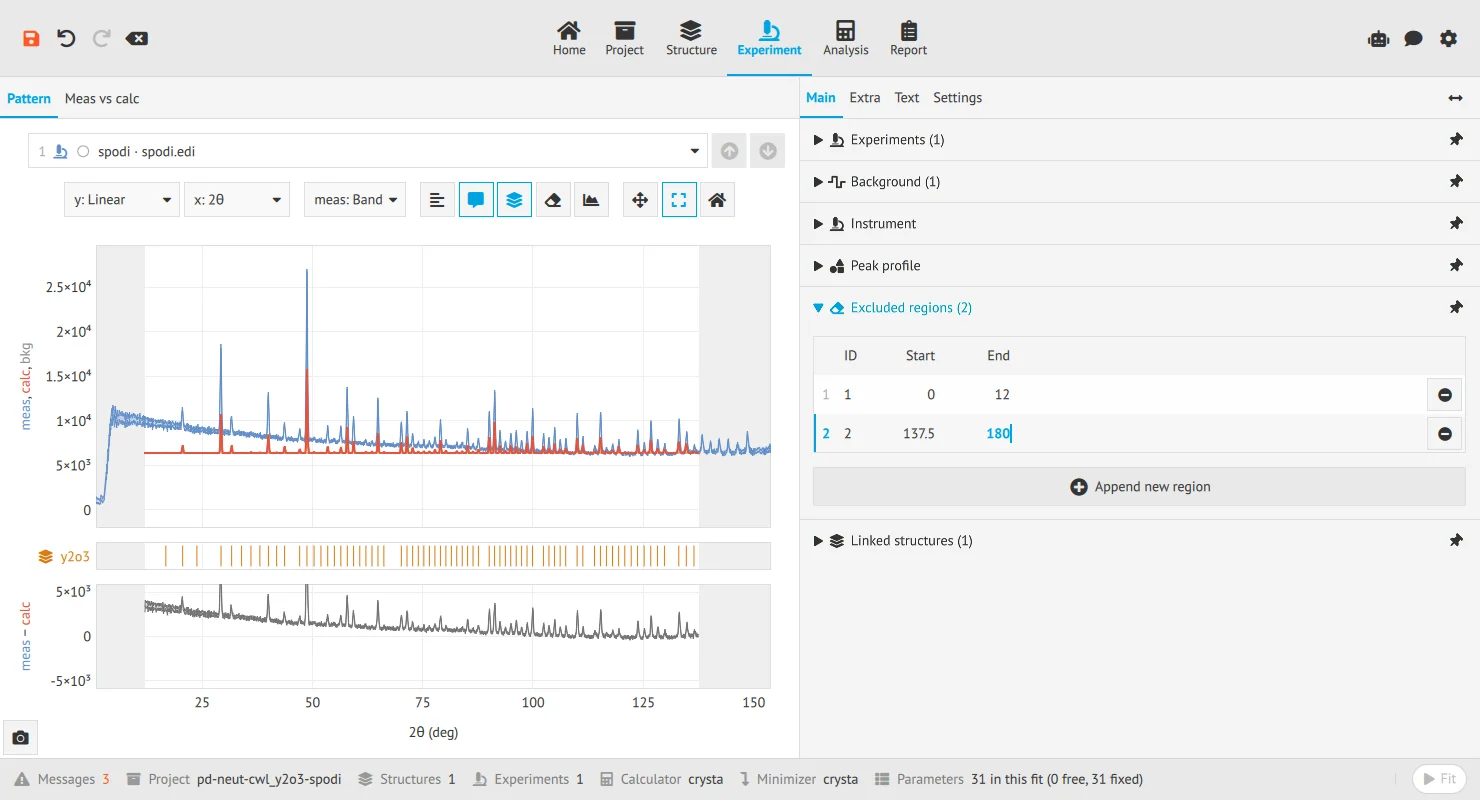 Home
Project
Structure
Experiment
Analysis
Report
Pattern
Meas vs calc
Main
Extra
Text
Settings
1 spodi · spodi.edi
y: Linear
x: 2θ
meas: Band
meas, calc, bkg
2.5×10⁴
2×10⁴
1.5×10⁴
1×10⁴
5×10³
0
y2o3
meas − calc
5×10³
0
-5×10³
25
50
75
100
125
150
2θ (deg)
Experiments (1)
Background (1)
Instrument
Peak profile
Excluded regions (2)
ID Start End
1 1 0 12
2 2 137.5 180
Append new region
Linked structures (1)
Messages 3 Project pd-neut-cwl_y2o3-spodi Structures 1 Experiments 1 Calculator crysta Minimizer crysta Parameters 31 in this fit (0 free, 31 fixed) Fit